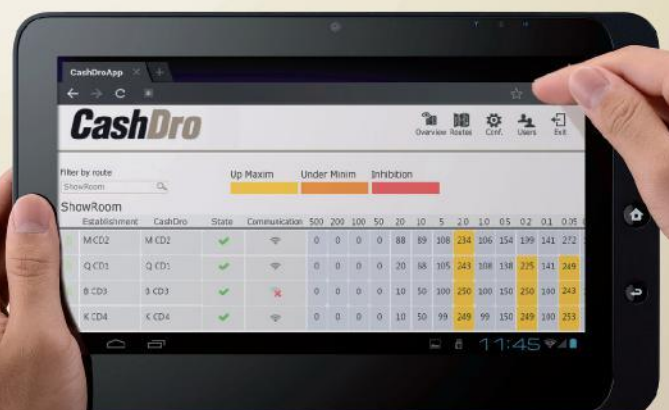 CashDroApp
CashDro
Overview Routes Conf. Users Exit
Filter by route
Up Maxim Under Minim Inhibition
ShowRoom
ShowRoom
Establishment CashDro State Communication 500 200 100 50 20 10 5 2.0 1.0 0.5 0.2 0.1 0.05
M CD2 M CD2 0 0 0 0 88 89 108 234 106 154 199 141 272
Q CD1 0 0 0 0 20 68 105 243 108 138 225 141 249
B CD3 0 0 0 0 10 50 100 250 100 150 250 100 243
K CD4 K CD4 0 0 0 0 10 50 99 249 99 150 249 100 253
11:45